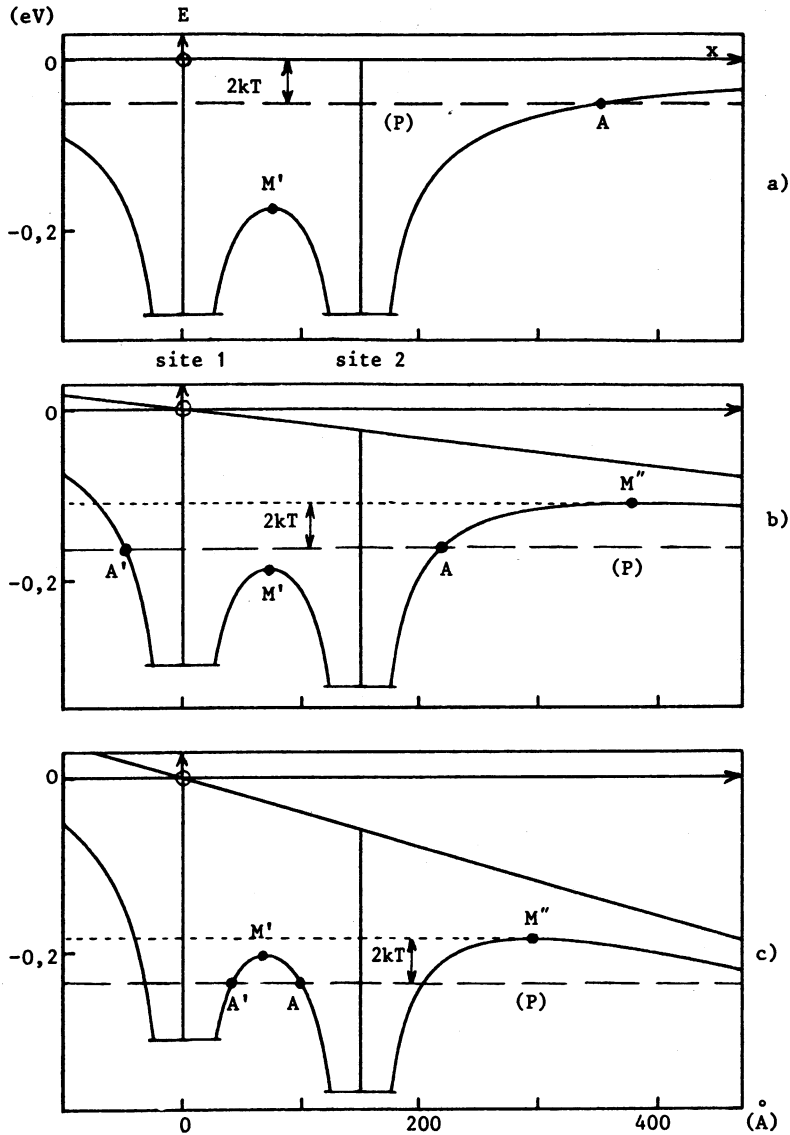 (eV)
E
0
x
2kT
(P)
A
M'
a)
-0,2
site 1
site 2
0
M"
2kT
b)
A'
A
(P)
-0,2
M'
0
M'
M"
-0,2
2kT
c)
A'
A
(P)
0
200
400
(Å)